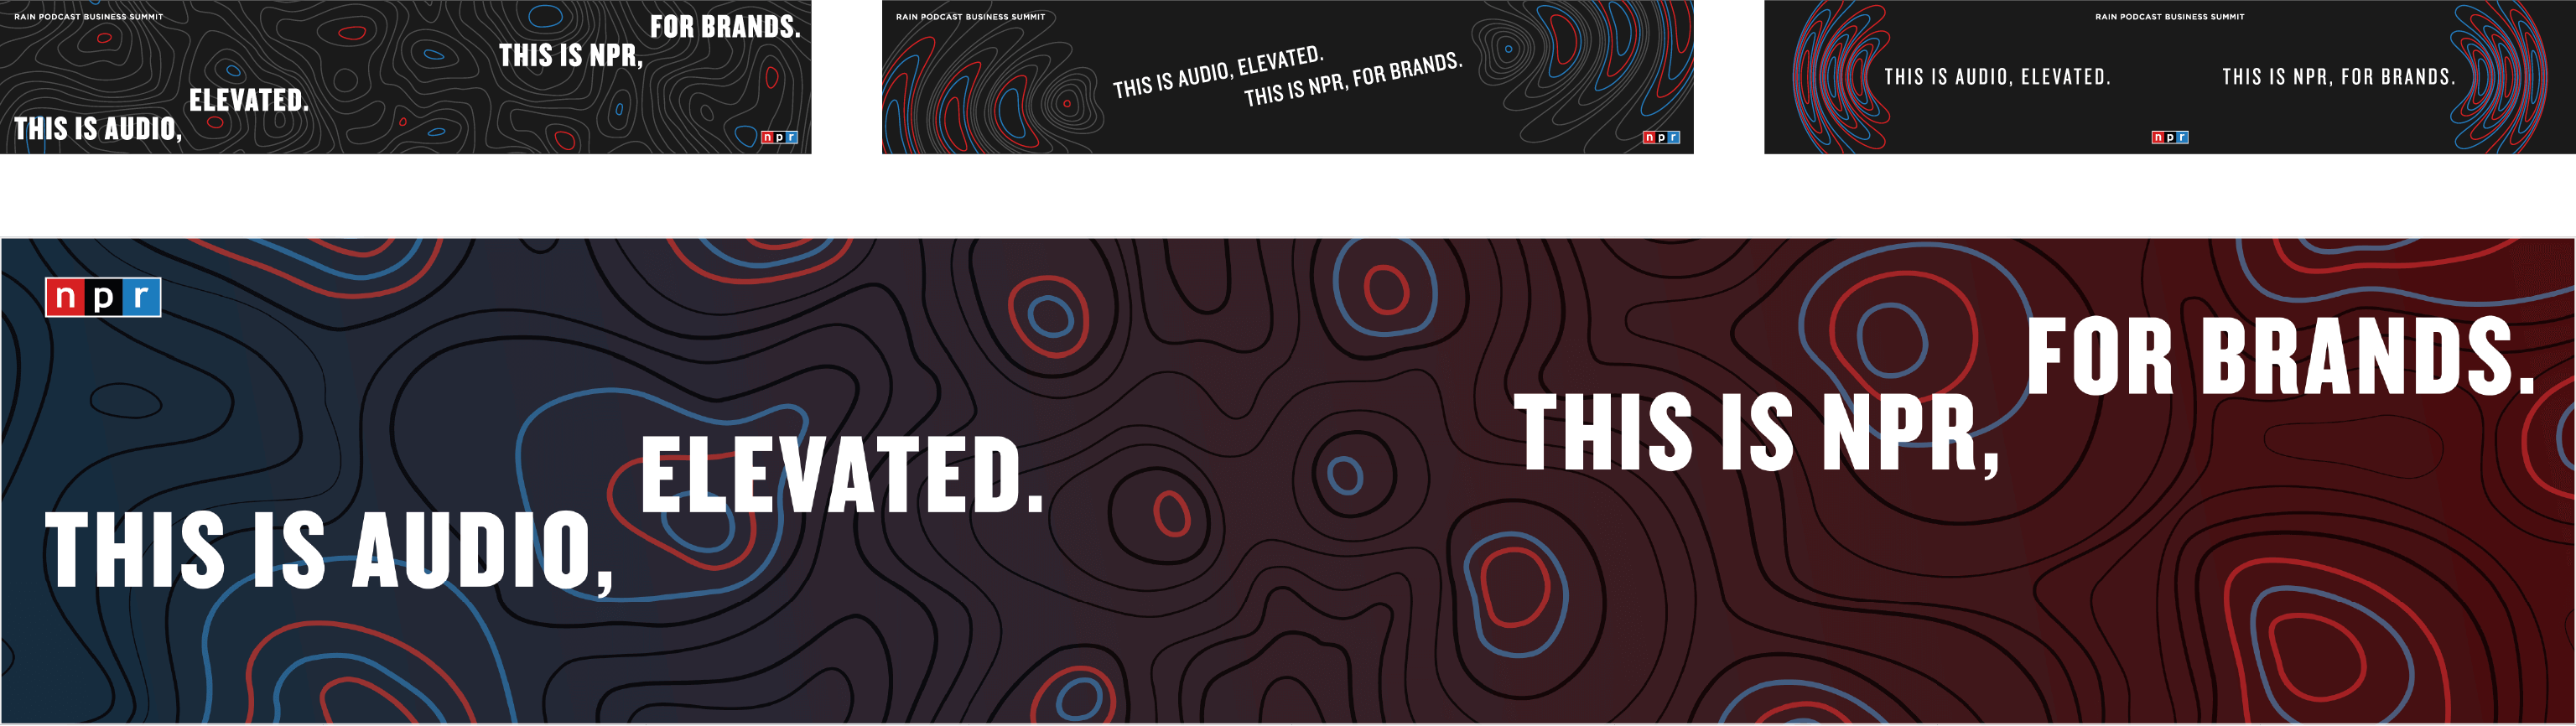 RAIN PODCAST BUSINESS SUMMIT
THIS IS AUDIO,
ELEVATED.
THIS IS NPR,
FOR BRANDS.
npr
RAIN PODCAST BUSINESS SUMMIT
THIS IS AUDIO, ELEVATED.
THIS IS NPR, FOR BRANDS.
npr
RAIN PODCAST BUSINESS SUMMIT
THIS IS AUDIO, ELEVATED.
THIS IS NPR, FOR BRANDS.
npr
npr
THIS IS AUDIO,
ELEVATED.
THIS IS NPR,
FOR BRANDS.